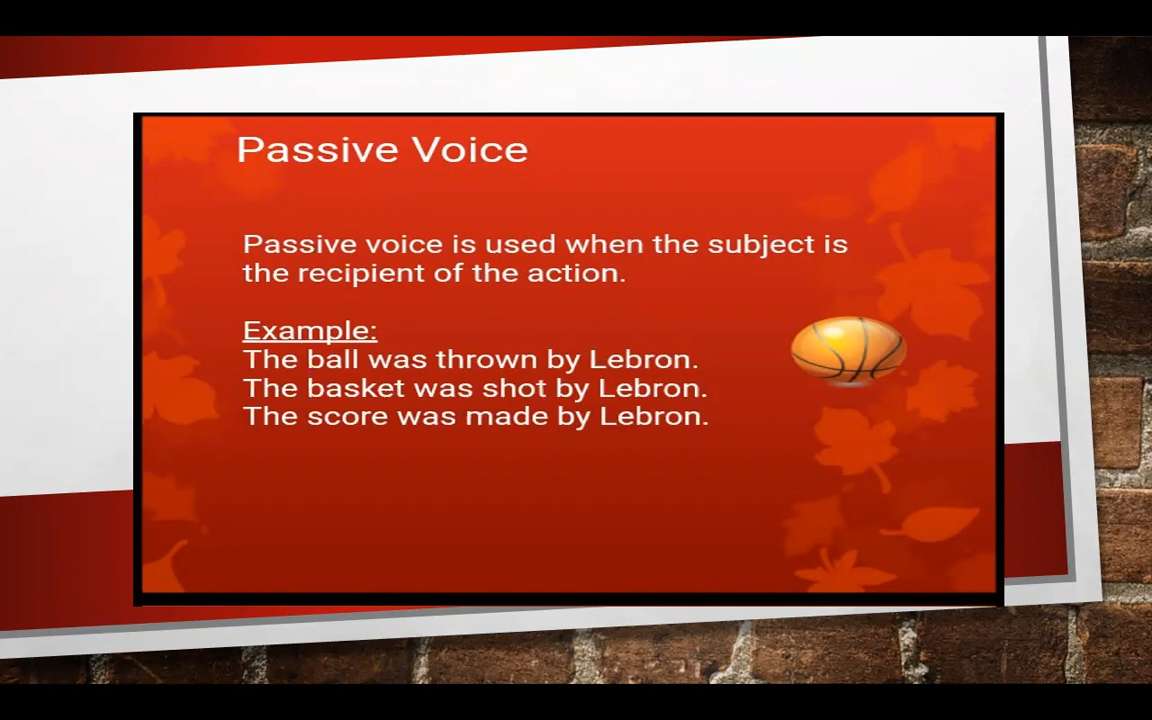 Passive Voice
Passive voice is used when the subject is
the recipient of the action.
Example:
The ball was thrown by Lebron.
The basket was shot by Lebron.
The score was made by Lebron.